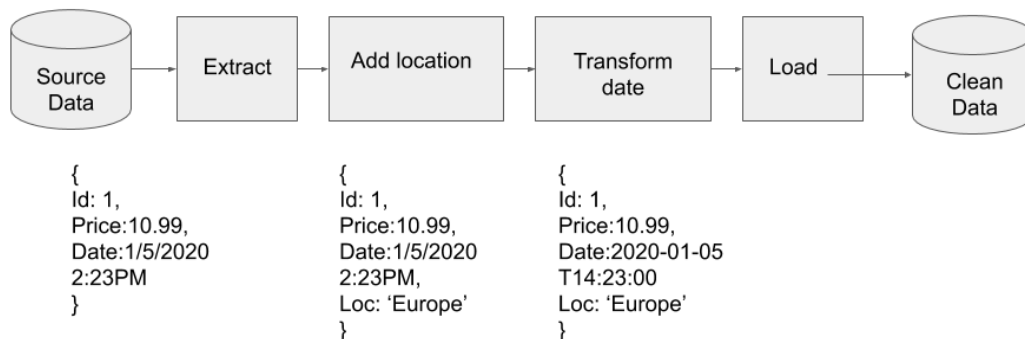 Source
Data
Extract
Add location
Transform
date
Load
Clean
Data
{
Id: 1,
Price:10.99,
Date:1/5/2020
2:23PM
}
{
Id: 1,
Price:10.99,
Date:1/5/2020
2:23PM,
Loc: ‘Europe’
}
{
Id: 1,
Price:10.99,
Date:2020-01-05
T14:23:00
Loc: ‘Europe’
}